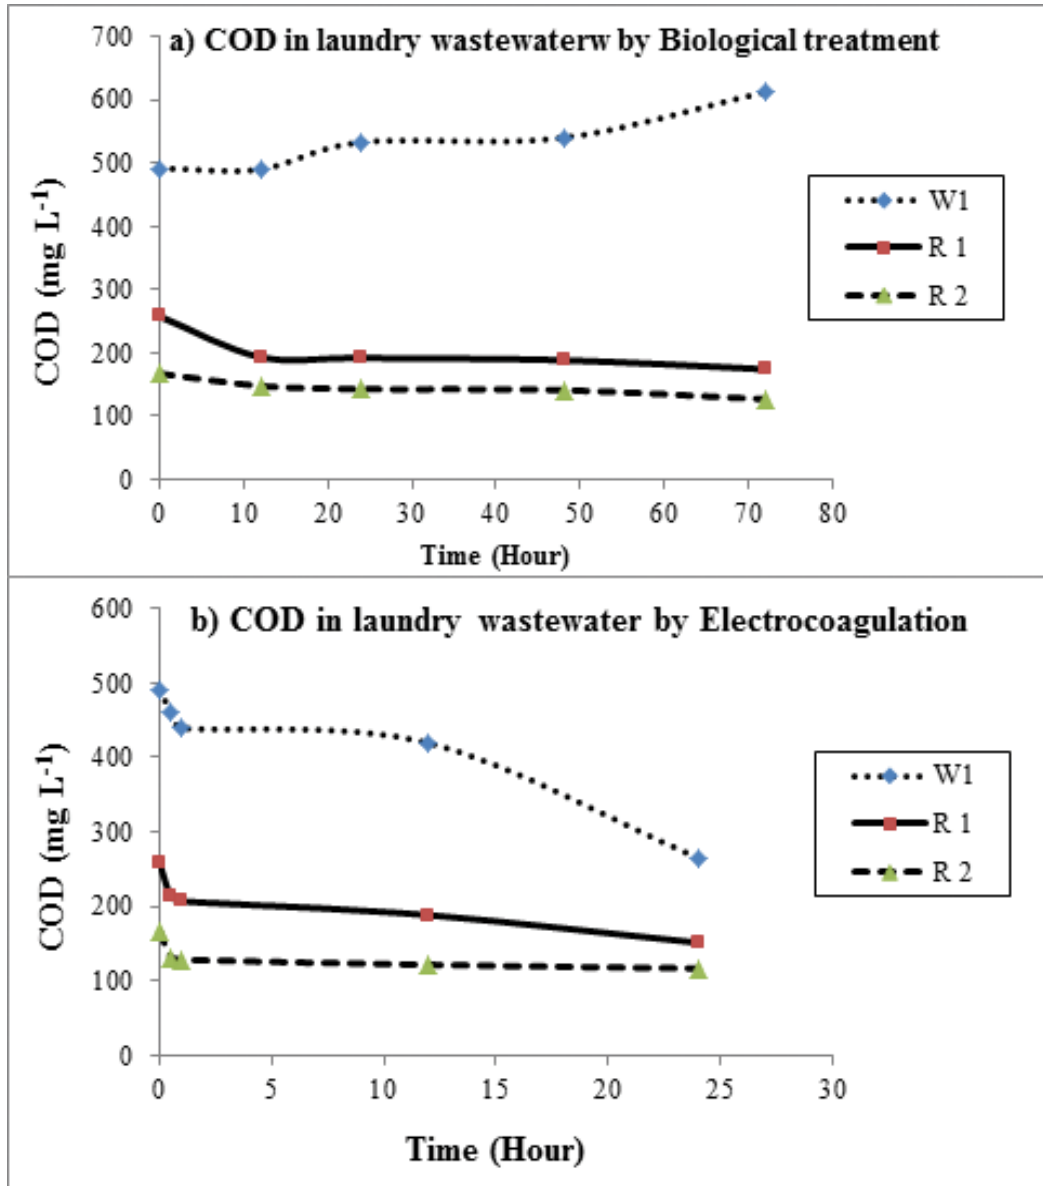 a) COD in laundry wastewaterw by Biological treatment
700
600
500
400
300
200
100
0
COD (mg L-1)
0 10 20 30 40 50 60 70 80
Time (Hour)
W1
R 1
R 2
b) COD in laundry wastewater by Electrocoagulation
600
500
400
300
200
100
0
COD (mg L-1)
0 5 10 15 20 25 30
Time (Hour)
W1
R 1
R 2